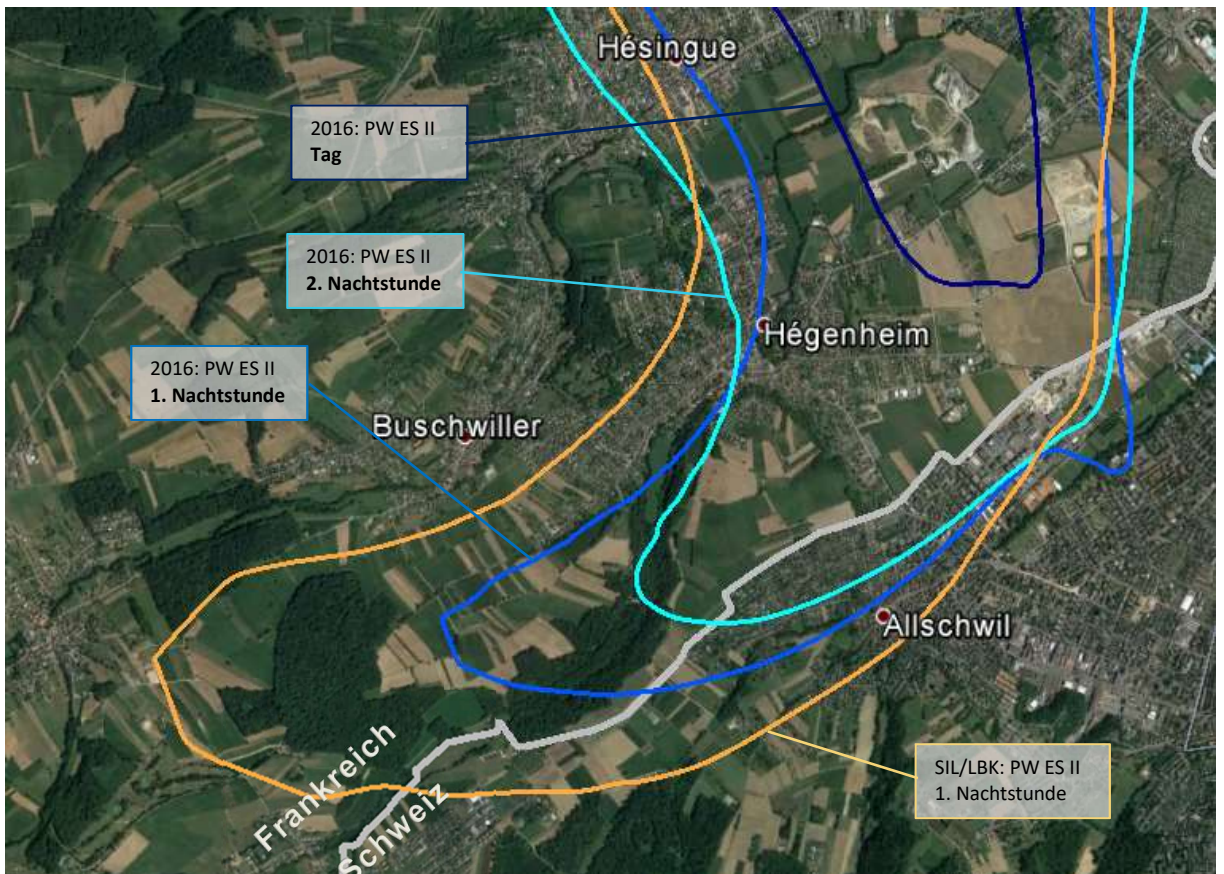 Hésingue
2016: PW ES II
Tag
2016: PW ES II
2. Nachtstunde
Hégenheim
2016: PW ES II
1. Nachtstunde
Buschwiller
Allschwil
Frankreich
Schweiz
SIL/LBK: PW ES II
1. Nachtstunde